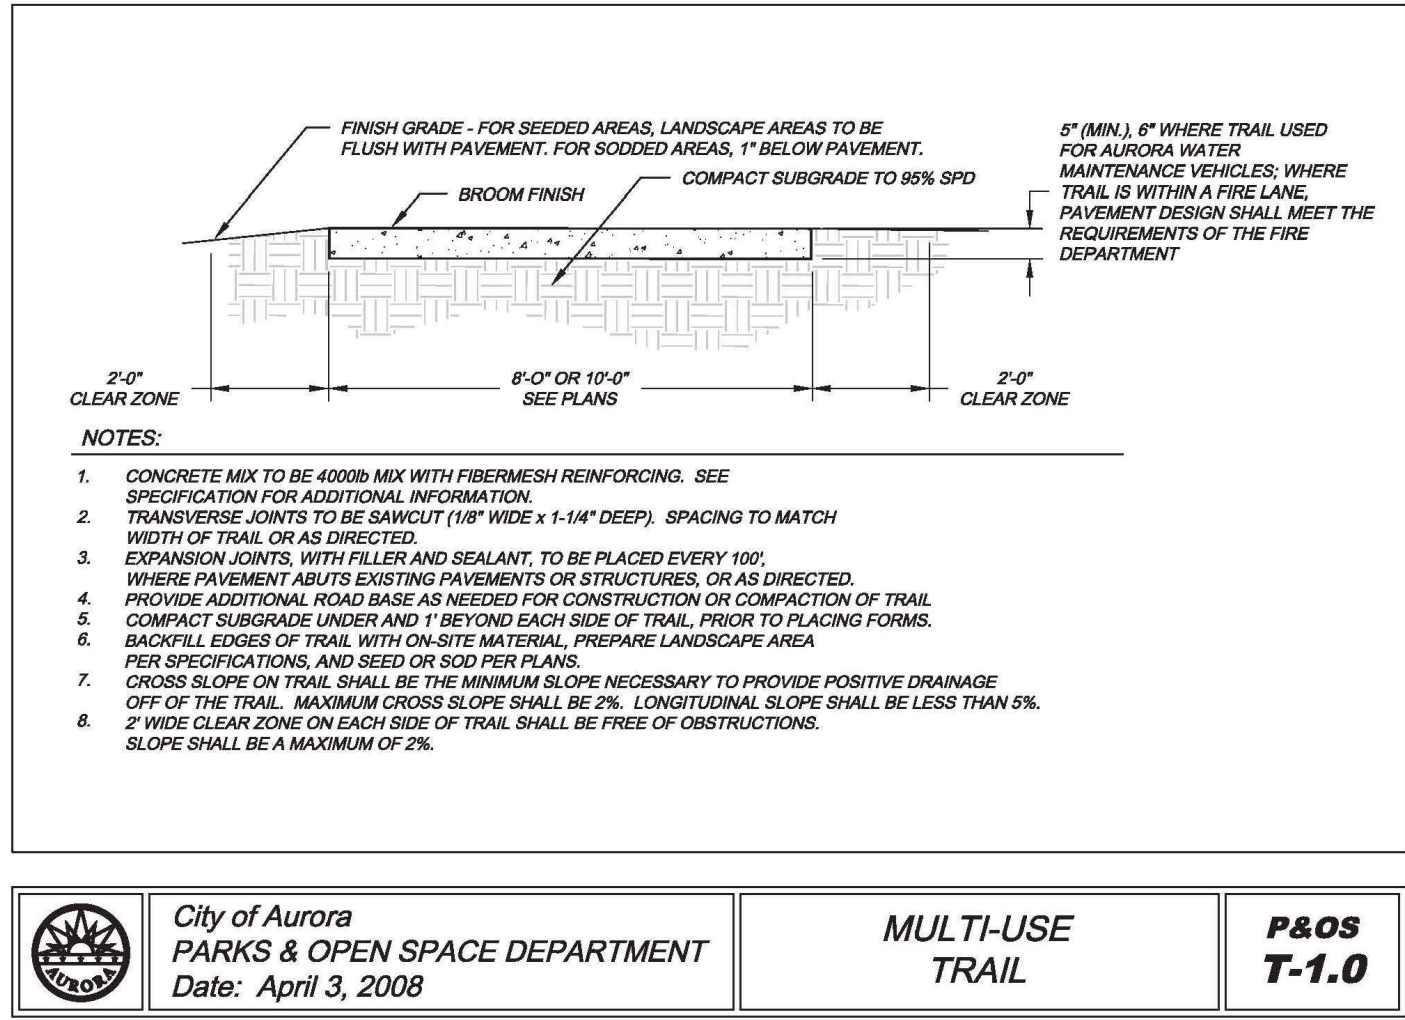 FINISH GRADE - FOR SEEDED AREAS, LANDSCAPE AREAS TO BE
FLUSH WITH PAVEMENT. FOR SODDED AREAS, 1" BELOW PAVEMENT.
COMPACT SUBGRADE TO 95% SPD
BROOM FINISH
5" (MIN.), 6" WHERE TRAIL USED
FOR AURORA WATER
MAINTENANCE VEHICLES; WHERE
TRAIL IS WITHIN A FIRE LANE,
PAVEMENT DESIGN SHALL MEET THE
REQUIREMENTS OF THE FIRE
DEPARTMENT
2'-0"
CLEAR ZONE
8'-O" OR 10'-0"
SEE PLANS
2'-0"
CLEAR ZONE
NOTES:
1. CONCRETE MIX TO BE 4000lb MIX WITH FIBERMESH REINFORCING. SEE
SPECIFICATION FOR ADDITIONAL INFORMATION.
2. TRANSVERSE JOINTS TO BE SAWCUT (1/8" WIDE x 1-1/4" DEEP). SPACING TO MATCH
WIDTH OF TRAIL OR AS DIRECTED.
3. EXPANSION JOINTS, WITH FILLER AND SEALANT, TO BE PLACED EVERY 100',
WHERE PAVEMENT ABUTS EXISTING PAVEMENTS OR STRUCTURES, OR AS DIRECTED.
4. PROVIDE ADDITIONAL ROAD BASE AS NEEDED FOR CONSTRUCTION OR COMPACTION OF TRAIL
5. COMPACT SUBGRADE UNDER AND 1' BEYOND EACH SIDE OF TRAIL, PRIOR TO PLACING FORMS.
6. BACKFILL EDGES OF TRAIL WITH ON-SITE MATERIAL, PREPARE LANDSCAPE AREA
PER SPECIFICATIONS, AND SEED OR SOD PER PLANS.
7. CROSS SLOPE ON TRAIL SHALL BE THE MINIMUM SLOPE NECESSARY TO PROVIDE POSITIVE DRAINAGE
OFF OF THE TRAIL. MAXIMUM CROSS SLOPE SHALL BE 2%. LONGITUDINAL SLOPE SHALL BE LESS THAN 5%.
8. 2' WIDE CLEAR ZONE ON EACH SIDE OF TRAIL SHALL BE FREE OF OBSTRUCTIONS.
SLOPE SHALL BE A MAXIMUM OF 2%.
AURORA
City of Aurora
PARKS & OPEN SPACE DEPARTMENT
Date: April 3, 2008
MULTI-USE
TRAIL
P&OS
T-1.0